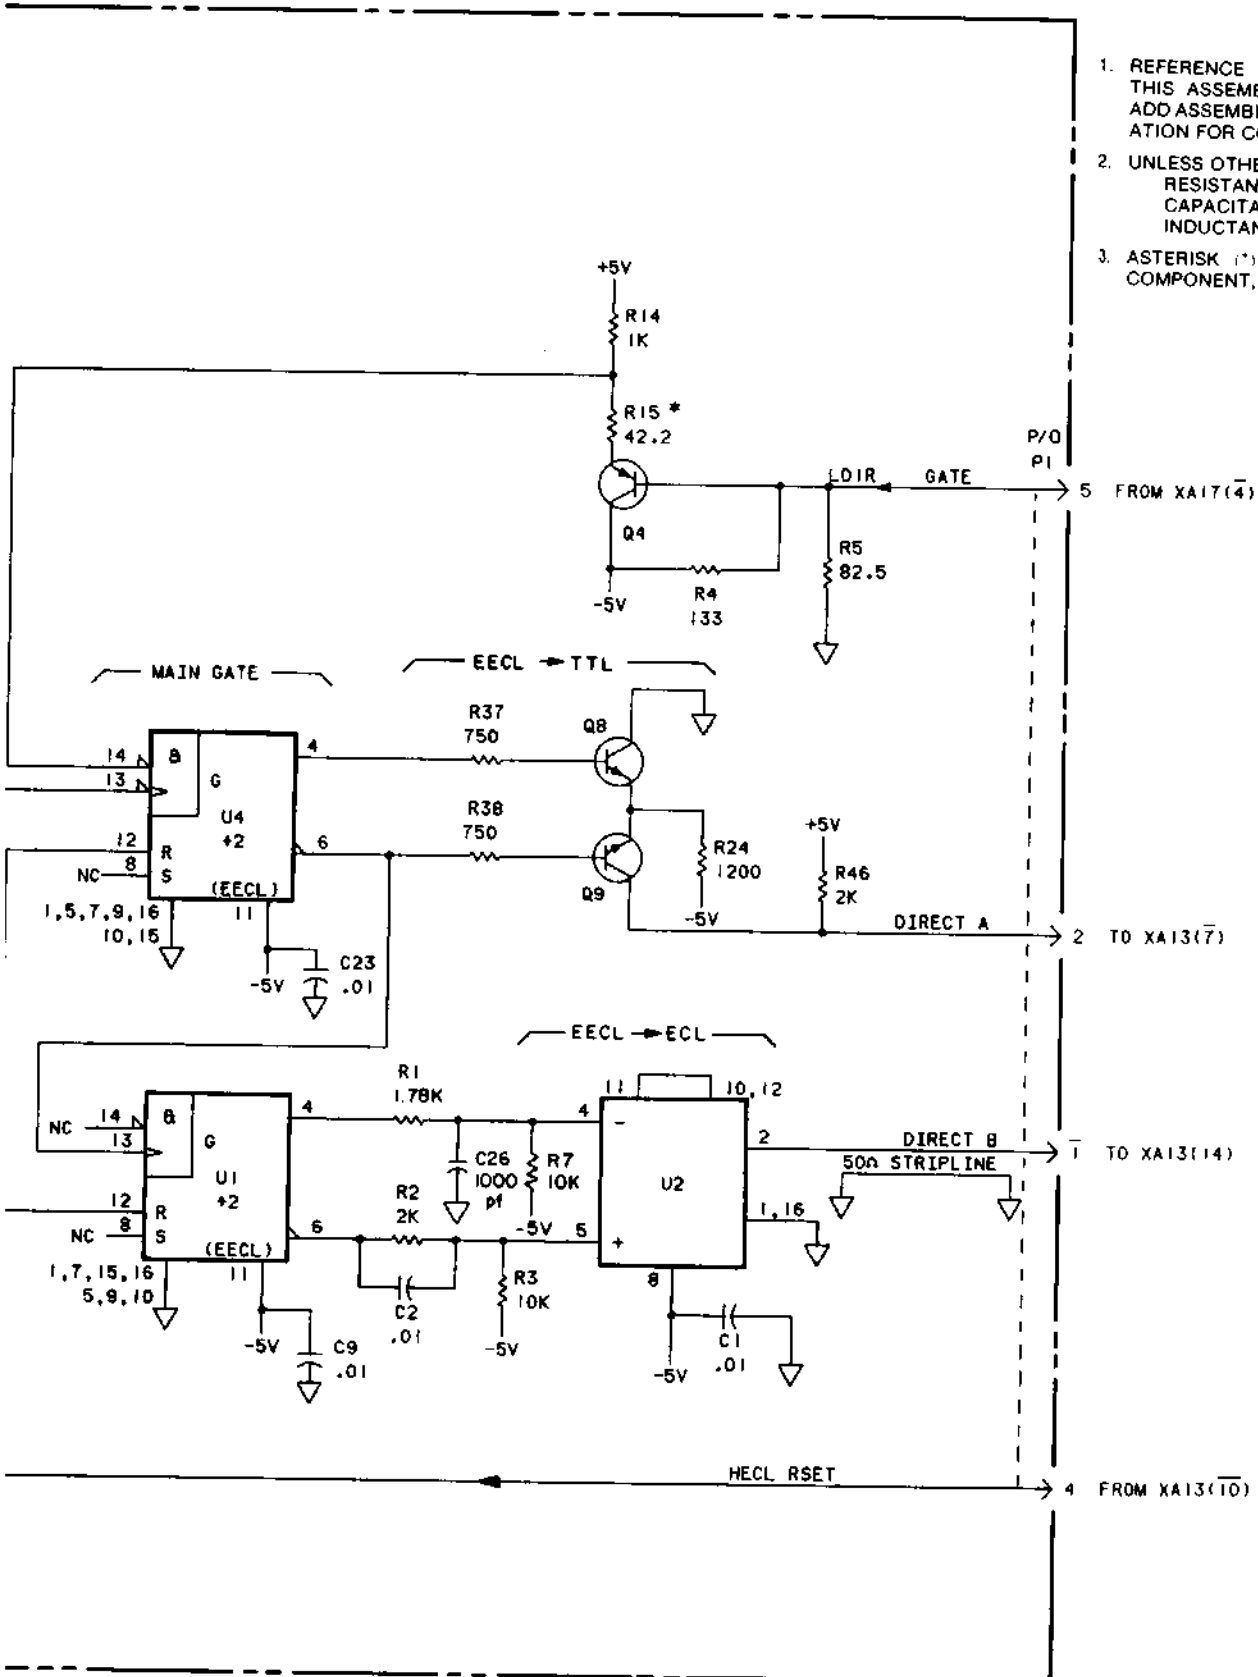 1. REFERENCE
THIS ASSEME
ADD ASSEMBI
ATION FOR CO
2. UNLESS OTHE
RESISTAN
CAPACITA
INDUCTAN
3. ASTERISK (*)
COMPONENT,
+5V
R14
1K
R15 *
42.2
P/O
P1
LDIR GATE
5 FROM XA17(4̅)
Q4
R5
82.5
-5V
R4
133
MAIN GATE
EECL → TTL
R37
750
Q8
14 & 4
13 G
U4
+2
R38
750
+5V
12 R 6
NC 8 S
(EECL)
R24
1200
R46
2K
Q9
1,5,7,9,16
10,15
11
-5V
DIRECT A
2 TO XA13(7̅)
C23
.01
-5V
EECL → ECL
R1
1.78K
11 10,12
NC 14 & 4
4 -
13 G
2
DIRECT B
1̅ TO XA13(14)
50Ω STRIPLINE
U1
+2
C26
1000
pf
R7
10K
U2
R2
2K
12 R
NC 8 S
6
-5V
1,16
5 +
(EECL)
1,7,15,16
5,9,10
11
8
R3
10K
C2
.01
-5V
C9
.01
-5V
C1
.01
-5V
HECL RSET
4 FROM XA13(1̅0̅)